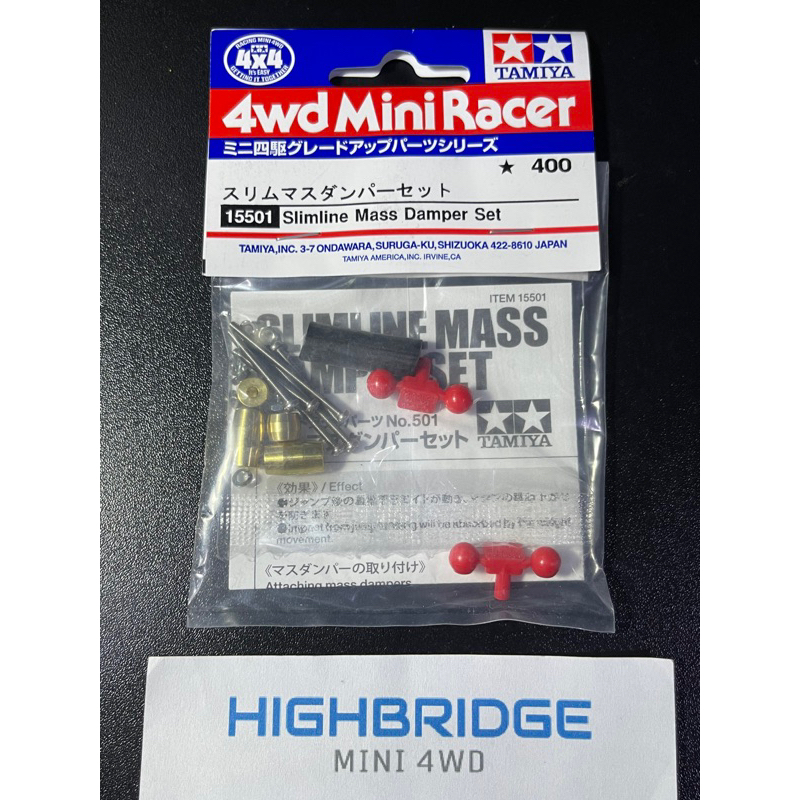 RACING MINI 4WD
4x4
It's EASY
GETTING IT TOGETHER
TAMIYA
4wd Mini Racer
ミニ四駆グレードアップパーツシリーズ
★ 400
スリムマスダンパーセット
15501 Slimline Mass Damper Set
TAMIYA, INC. 3-7 ONDAWARA, SURUGA-KU, SHIZUOKA 422-8610 JAPAN
TAMIYA AMERICA, INC. IRVINE, CA
ITEM 15501
SLIMLINE MASS
SET
パーツNo.501
ダンパーセット
TAMIYA
《効果》/ Effect
movement.
《マスダンパーの取り付け》
Attaching mass dampers
HIGHBRIDGE
MINI 4WD